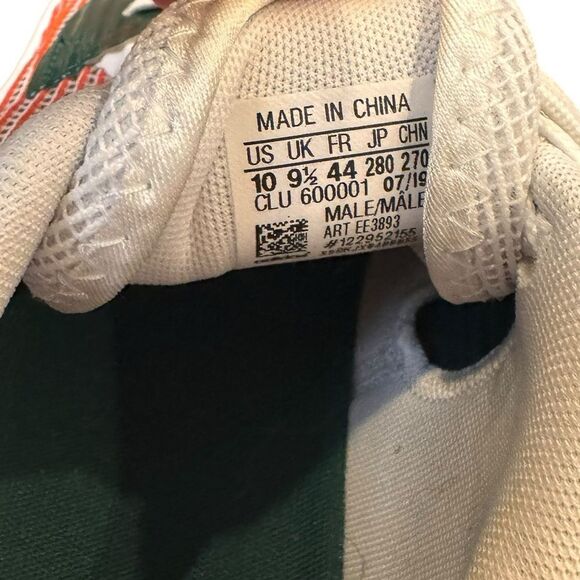 MADE IN CHINA
US UK FR JP CHN
10 9½ 44 280 270
CLU 600001 07/19
MALE/MÂLE
ART EE3893
#122952155